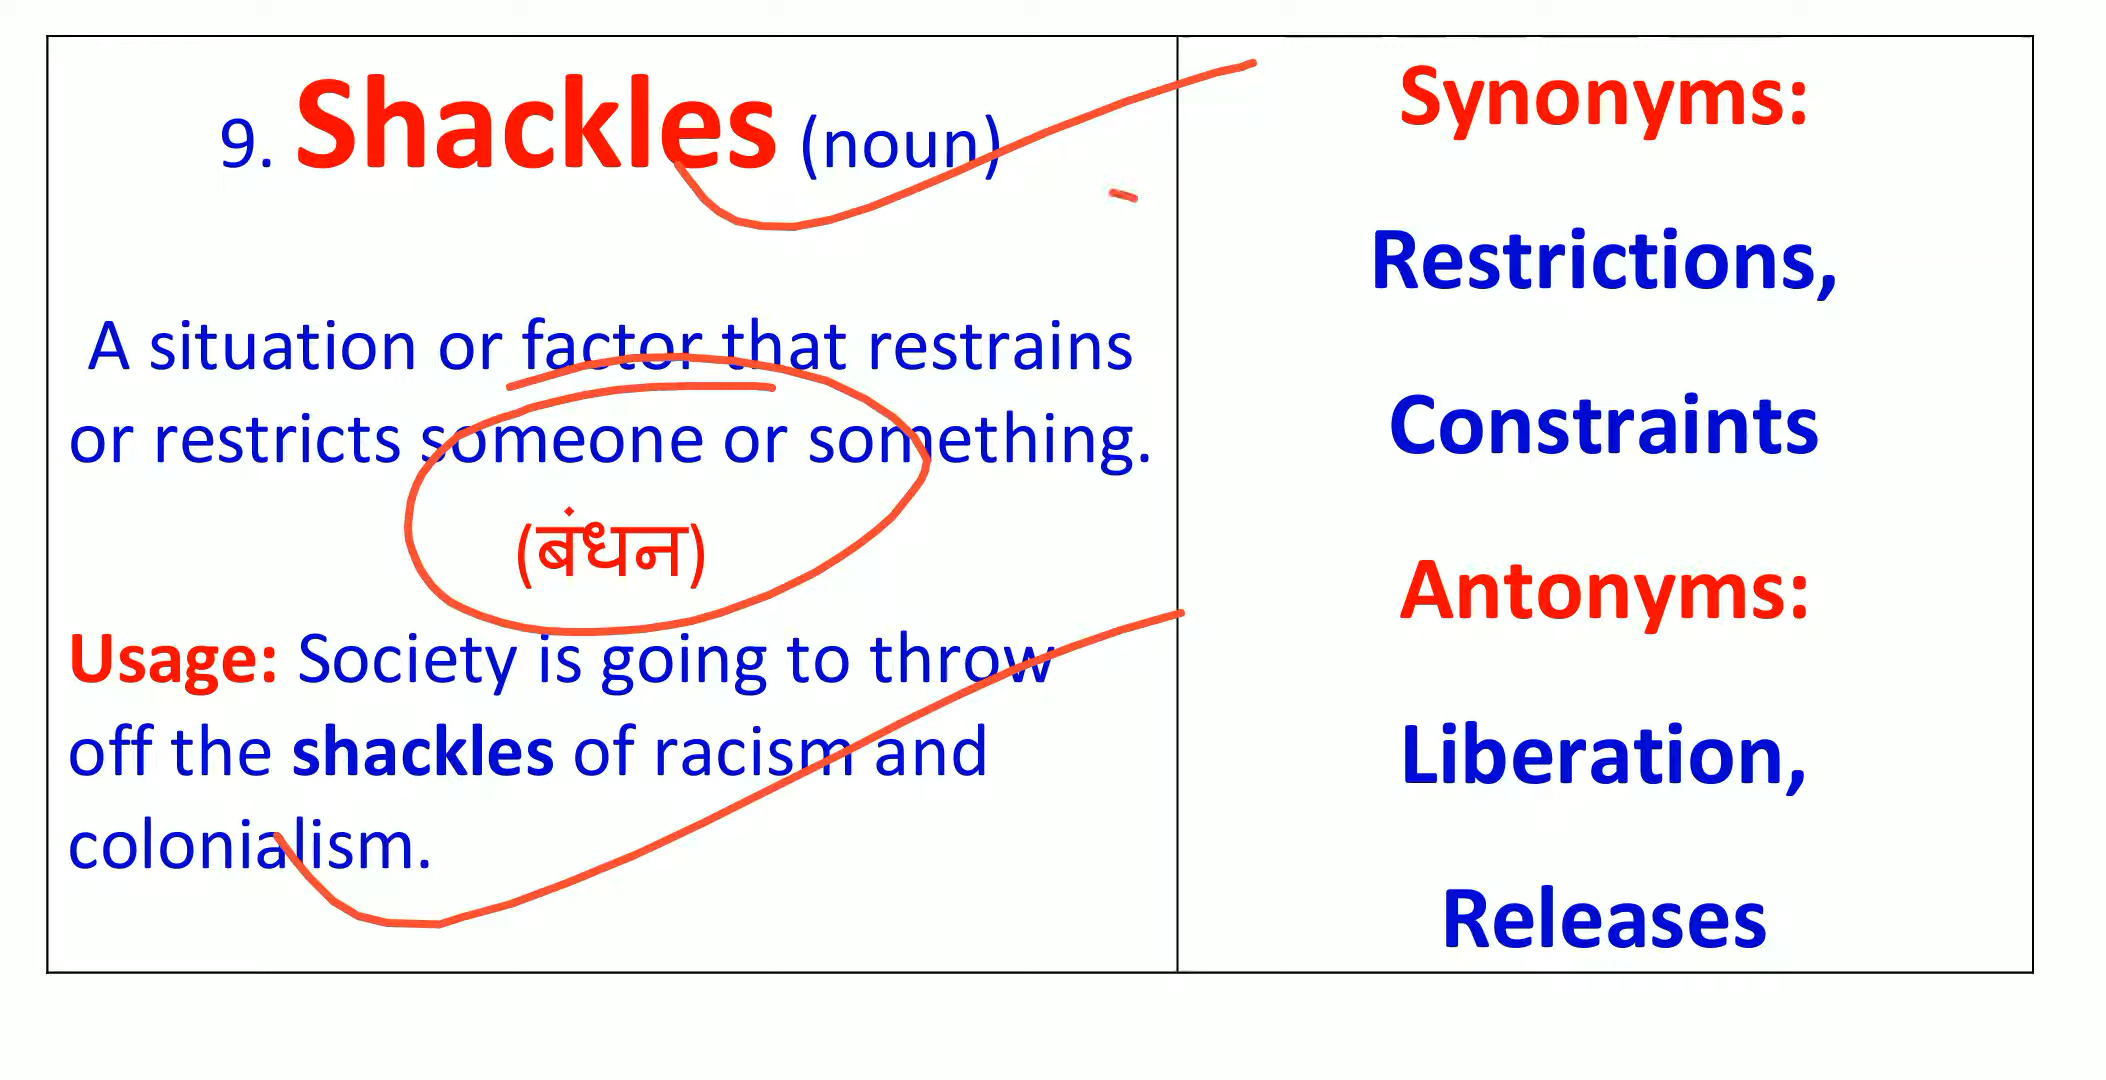 9. Shackles (noun)
A situation or factor that restrains
or restricts someone or something.
(बंधन)
Usage: Society is going to throw
off the shackles of racism and
colonialism.
Synonyms:
Restrictions,
Constraints
Antonyms:
Liberation,
Releases